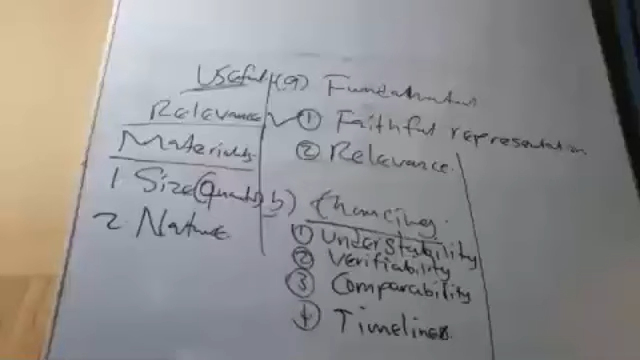 Useful (a) Fundamental
Relevance ① Faithful representation
Materiality ② Relevance
1. Size (Quantity) b) Enhancing
2. Nature ① Understability
② Verifiability
③ Comparability
④ Timeliness